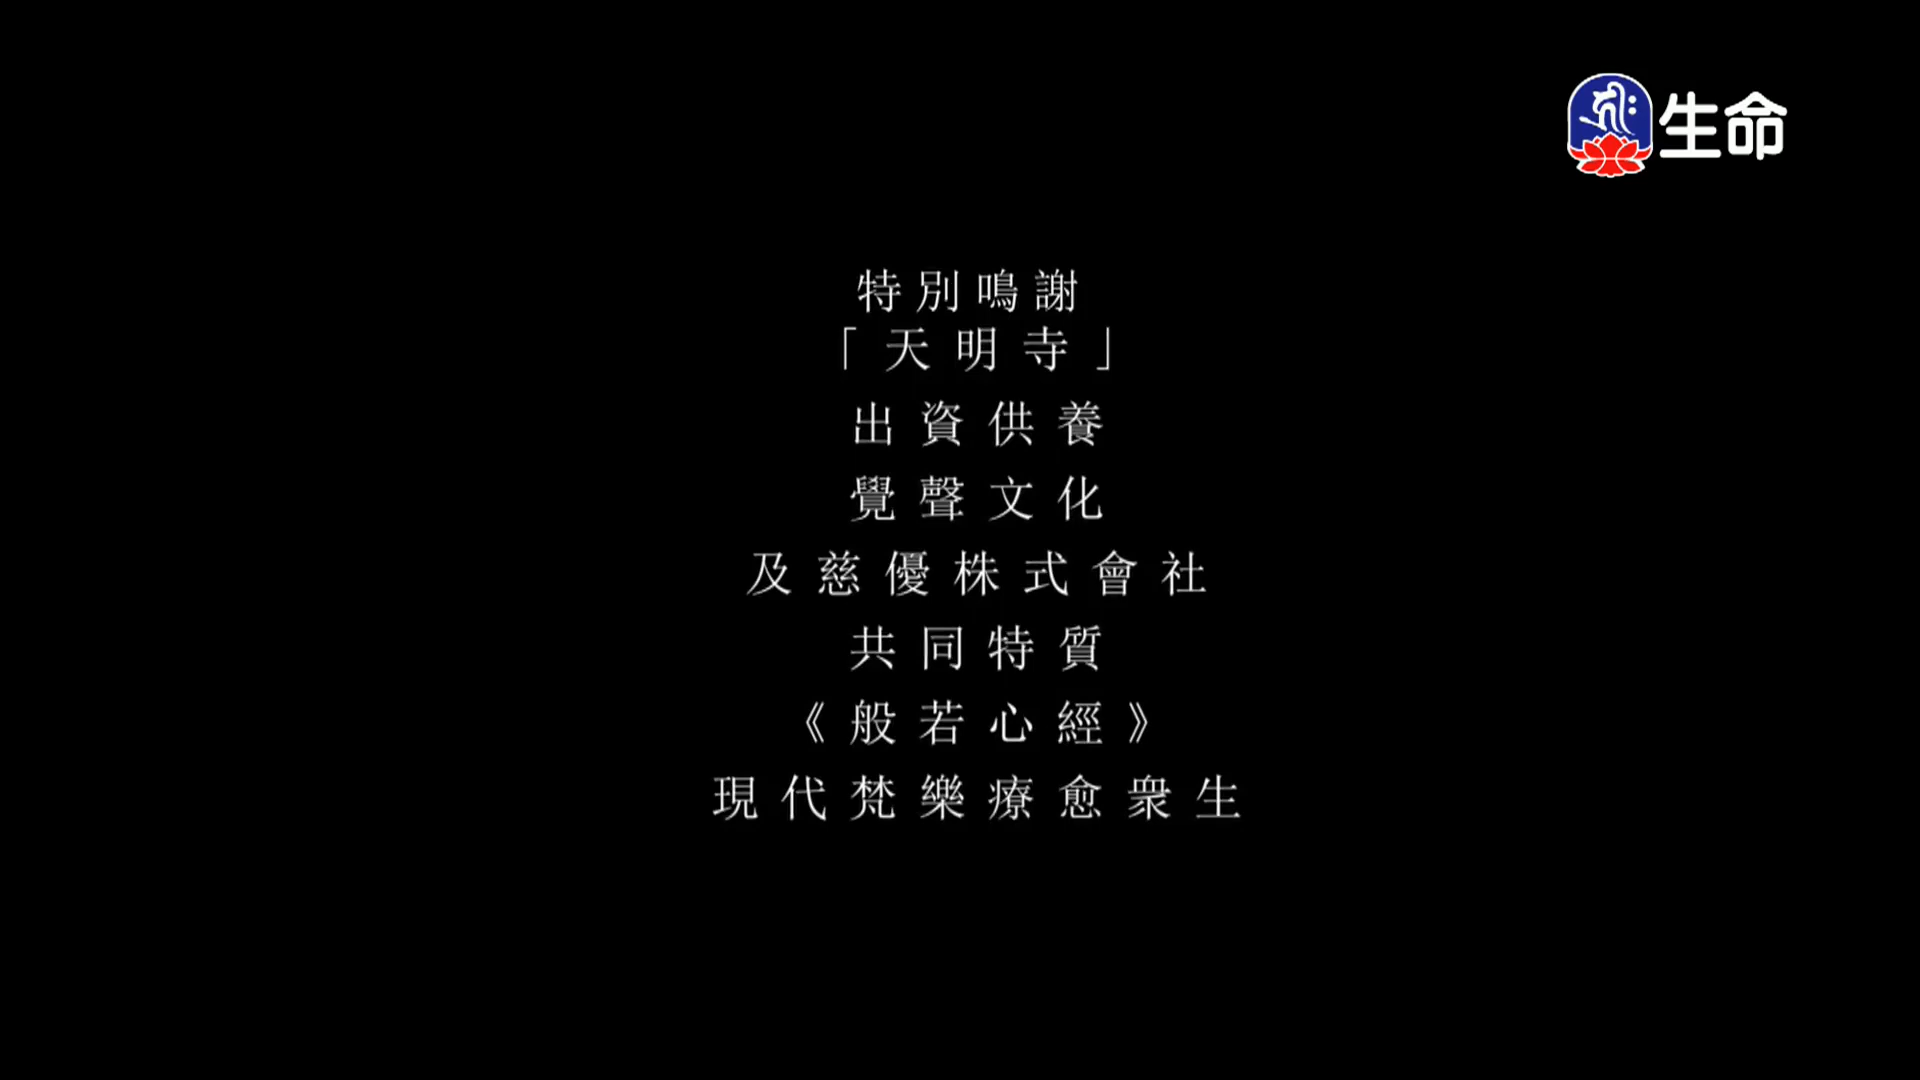 生命
特別鳴謝
「天明寺」
出資供養
覺聲文化
及慈優株式會社
共同特質
《般若心經》
現代梵樂療愈衆生